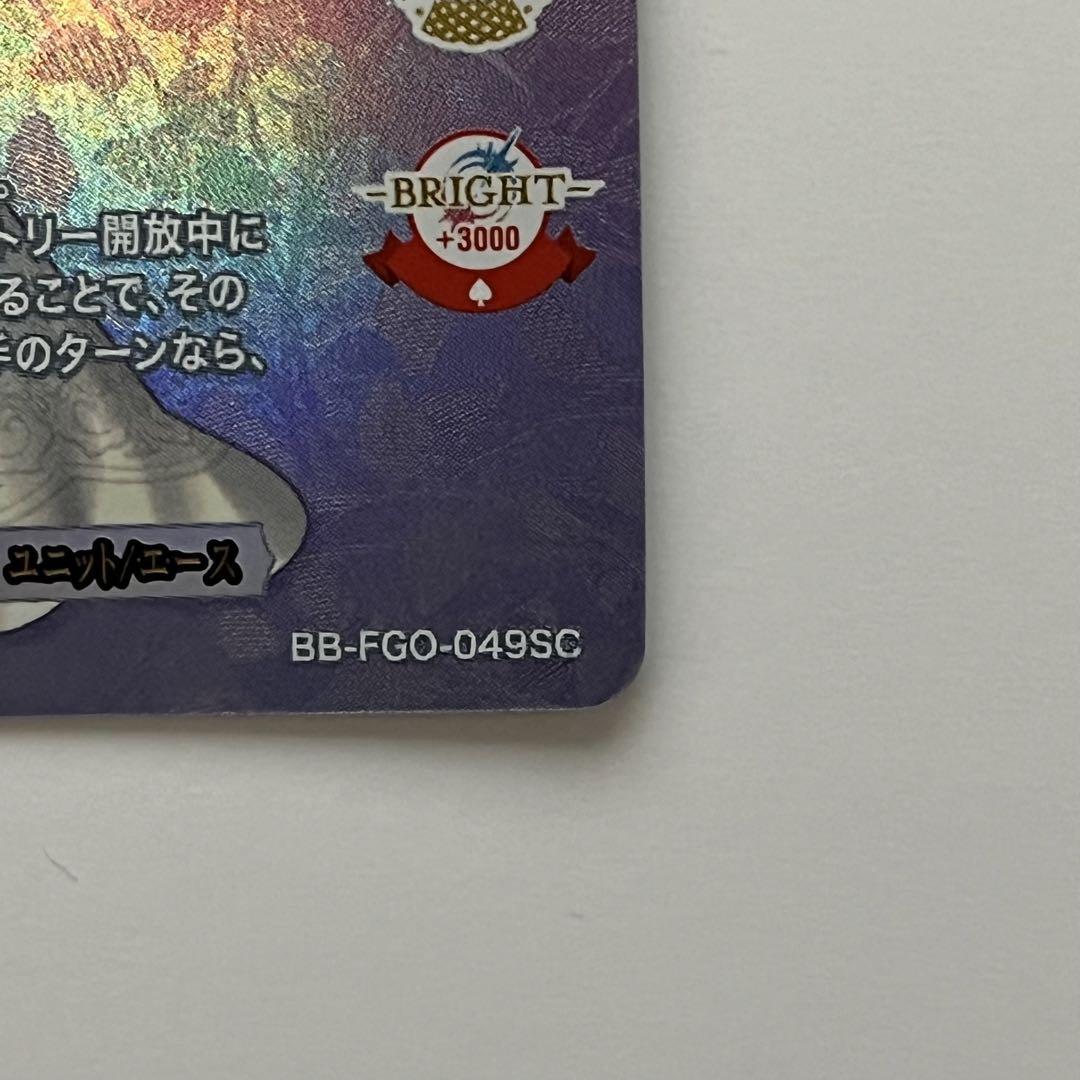 。
トリー開放中に
ることで、その
手のターンなら、
-BRIGHT-
+3000
ユニット/エース
BB-FGO-049SC